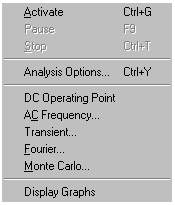 Activate Ctrl+G
Pause F9
Stop Ctrl+T
Analysis Options... Ctrl+Y
DC Operating Point
AC Frequency...
Transient...
Fourier...
Monte Carlo...
Display Graphs